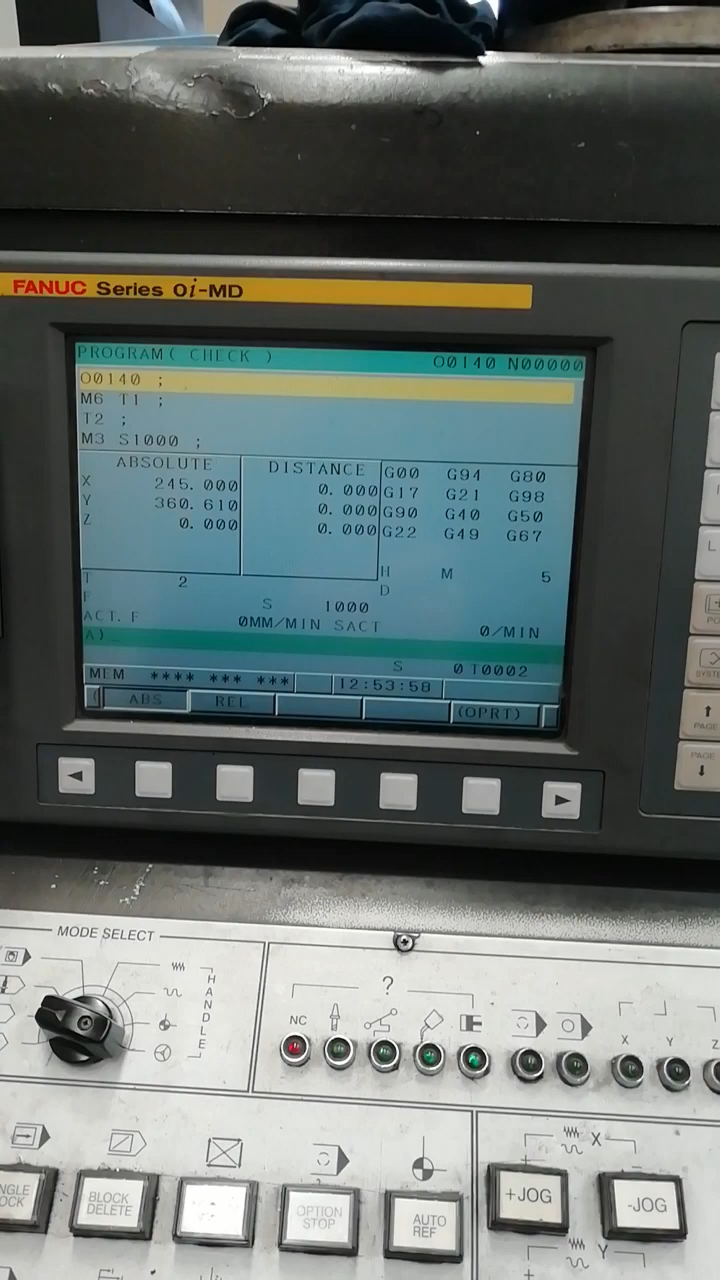 FANUC Series 0i-MD
PROGRAM( CHECK ) O0140 N00000
O0140 ;
M6 T1 ;
T2 ;
M3 S1000 ;
ABSOLUTE DISTANCE G00 G94 G80
X 245.000 0.000 G17 G21 G98
Y 360.610 0.000 G90 G40 G50
Z 0.000 0.000 G22 G49 G67
H M 5
T 2 D
F S 1000
ACT.F 0MM/MIN SACT 0/MIN
A)_
S 0 T0002
MEM **** *** *** 12:53:58
( ABS REL (OPRT)
PAGE
PAGE
MODE SELECT
HANDLE
?
NC
X Y Z
X
BLOCK DELETE
OPTION STOP
AUTO REF
+JOG
-JOG
Y